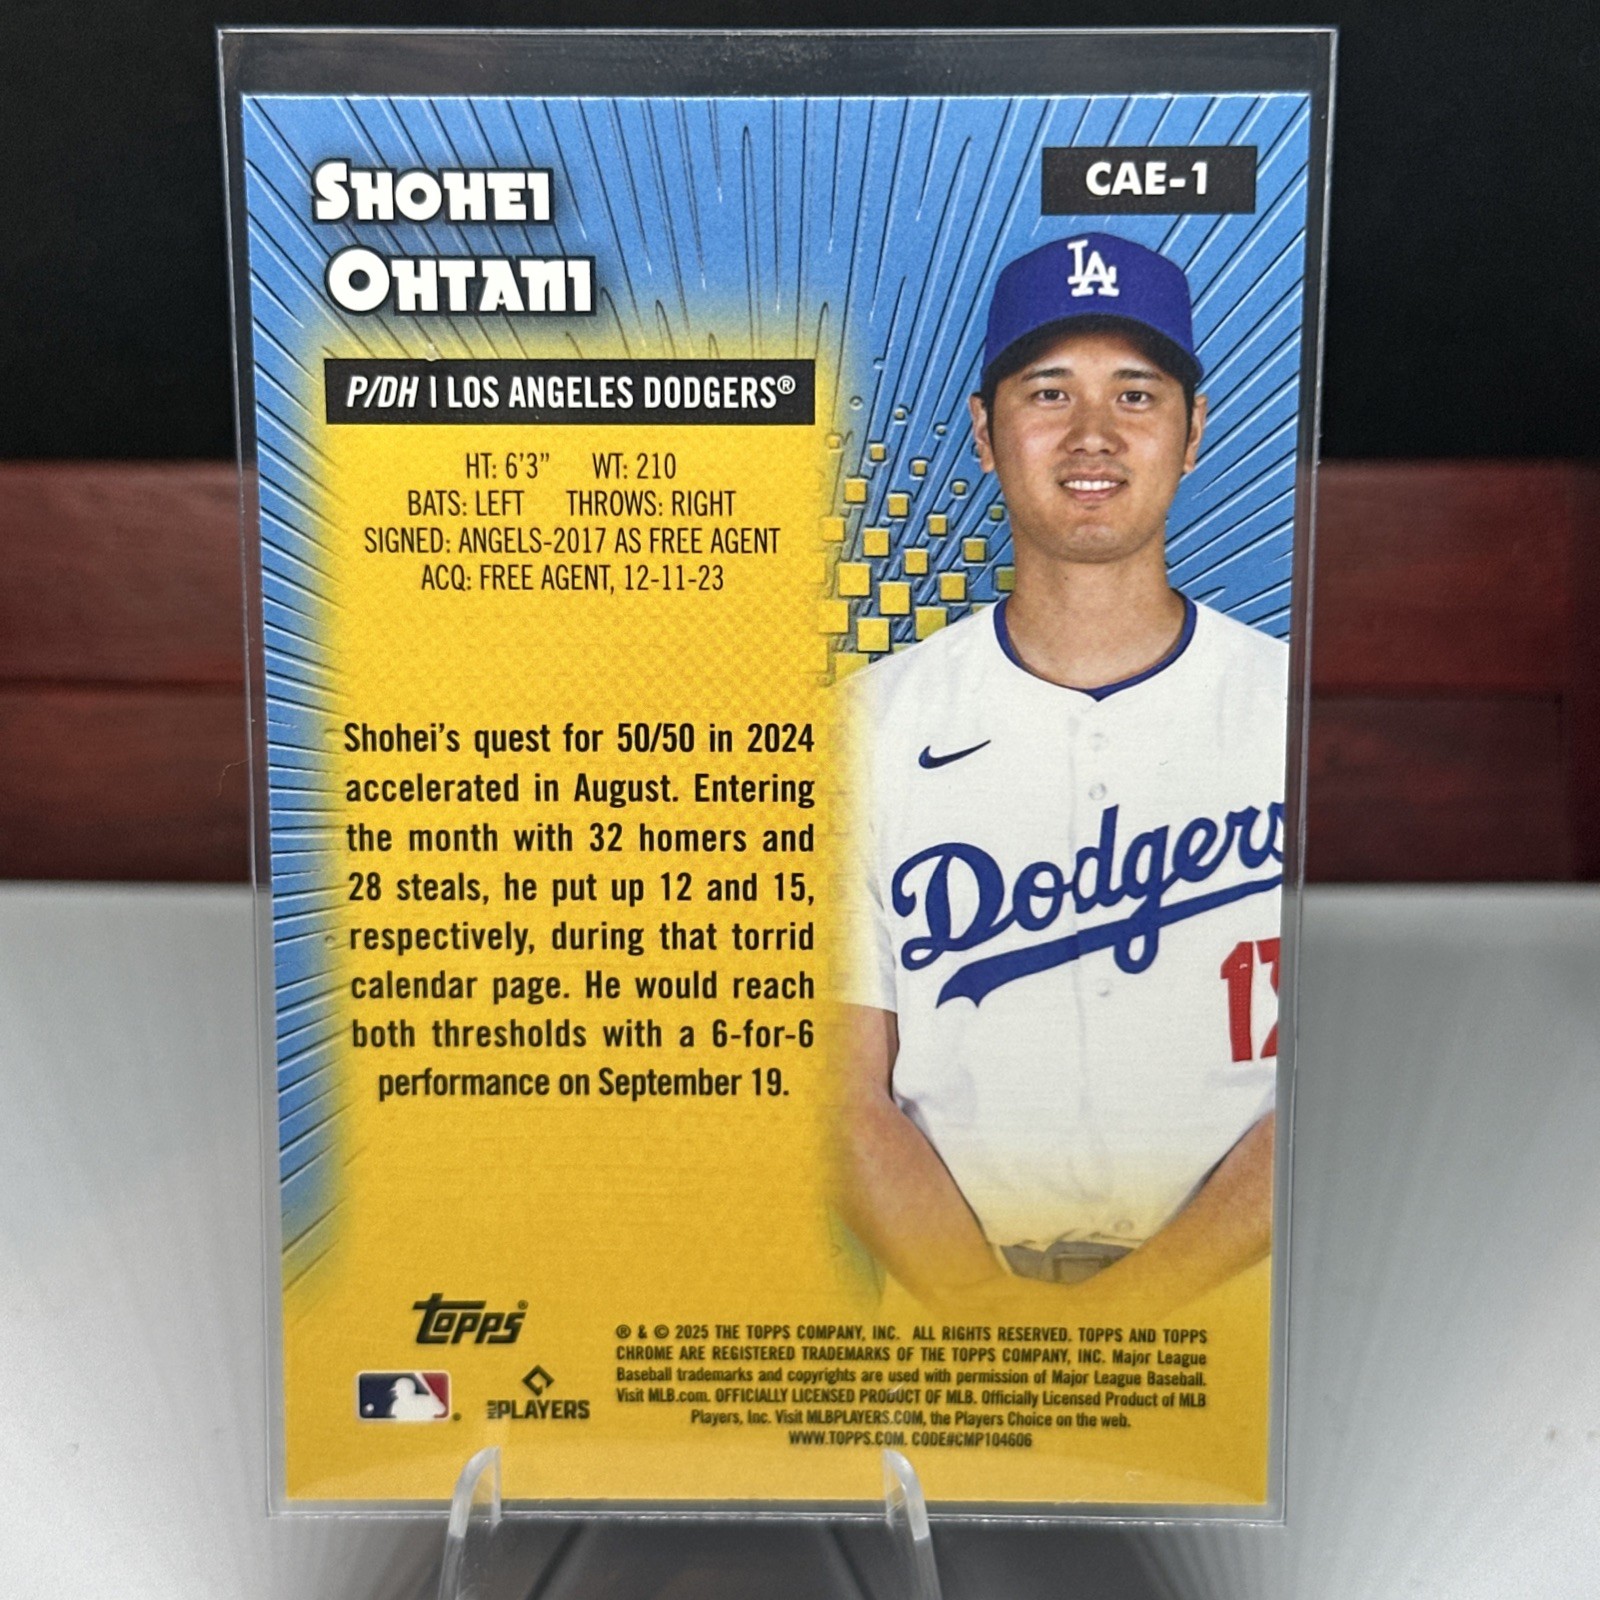 SHOHEI
OHTANI
CAE-1
LA
P/DH | LOS ANGELES DODGERS®
HT: 6'3" WT: 210
BATS: LEFT THROWS: RIGHT
SIGNED: ANGELS-2017 AS FREE AGENT
ACQ: FREE AGENT, 12-11-23
Shohei's quest for 50/50 in 2024
accelerated in August. Entering
the month with 32 homers and
28 steals, he put up 12 and 15,
respectively, during that torrid
calendar page. He would reach
both thresholds with a 6-for-6
performance on September 19.
Dodgers
17
topps®
MLB PLAYERS
® & © 2025 THE TOPPS COMPANY, INC. ALL RIGHTS RESERVED. TOPPS AND TOPPS
CHROME ARE REGISTERED TRADEMARKS OF THE TOPPS COMPANY, INC. Major League
Baseball trademarks and copyrights are used with permission of Major League Baseball.
Visit MLB.com. OFFICIALLY LICENSED PRODUCT OF MLB. Officially Licensed Product of MLB
Players, Inc. Visit MLBPLAYERS.COM, the Players Choice on the web.
WWW.TOPPS.COM. CODE#CMP104606